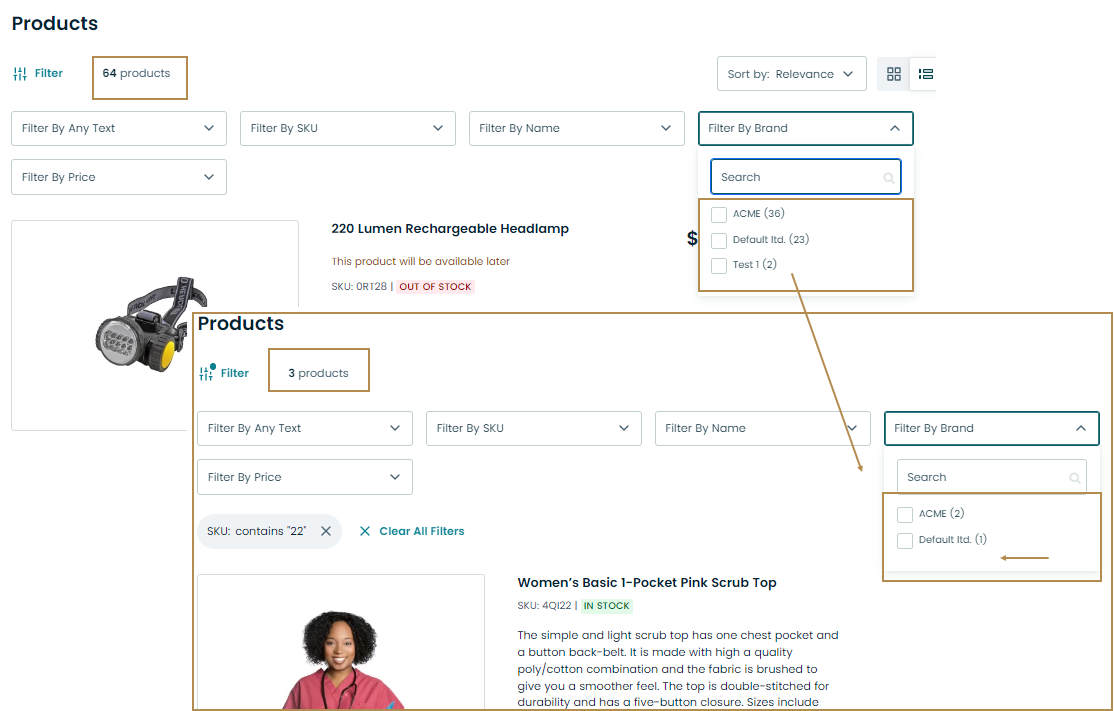 Products
Filter
64 products
Sort by: Relevance
Filter By Any Text
Filter By SKU
Filter By Name
Filter By Brand
Filter By Price
Search
ACME (36)
Default ltd. (23)
Test 1 (2)
220 Lumen Rechargeable Headlamp
$
This product will be available later
SKU: 0RT28 | OUT OF STOCK
Products
Filter
3 products
Filter By Any Text
Filter By SKU
Filter By Name
Filter By Brand
Filter By Price
Search
ACME (2)
Default ltd. (1)
SKU: contains "22"
Clear All Filters
Women's Basic 1-Pocket Pink Scrub Top
SKU: 4QI22 | IN STOCK
The simple and light scrub top has one chest pocket and
a button back-belt. It is made with high a quality
poly/cotton combination and the fabric is brushed to
give you a smoother feel. The top is double-stitched for
durability and has a five-button closure. Sizes include